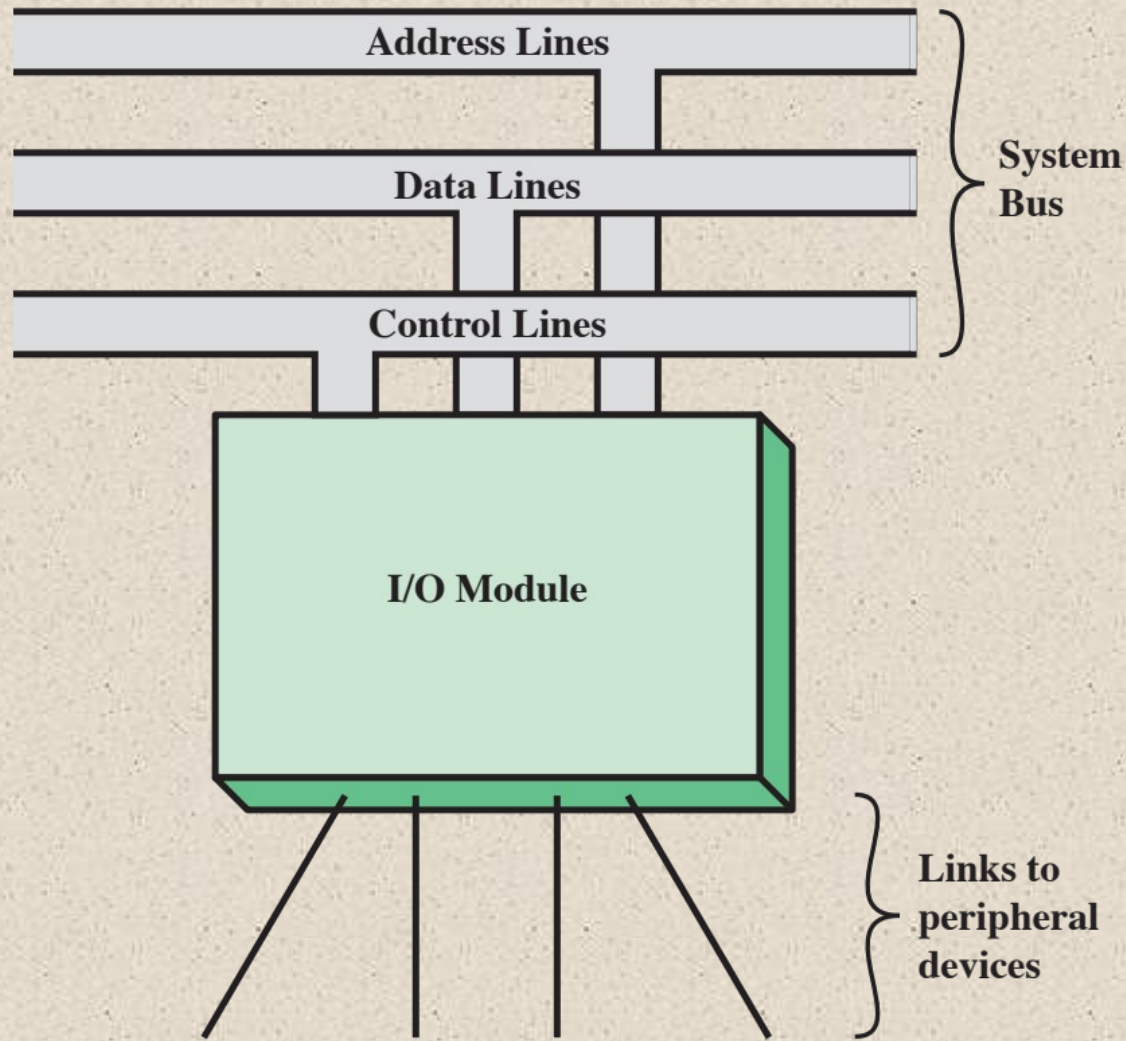 Address Lines
Data Lines
System
Bus
Control Lines
I/O Module
Links to
peripheral
devices